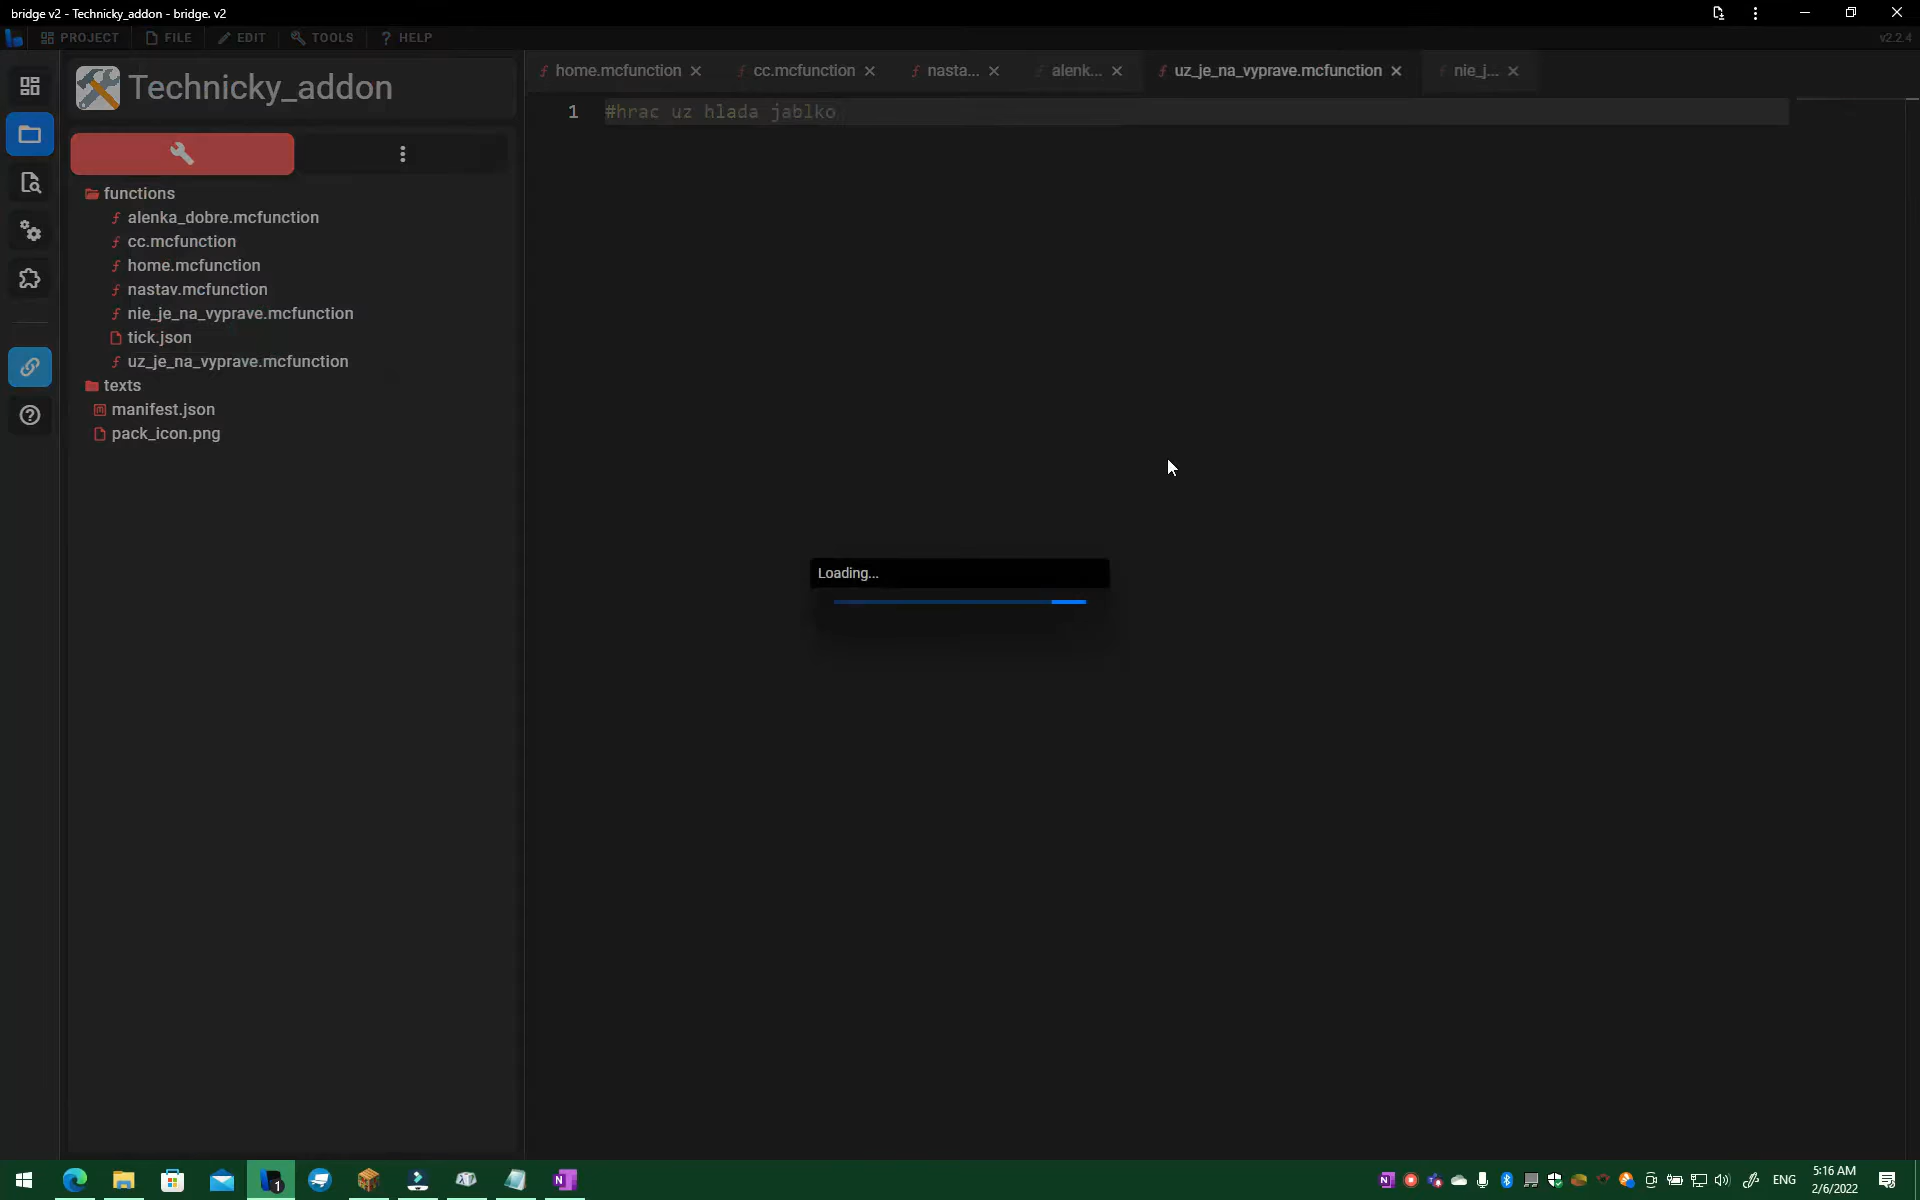 bridge v2 - Technicky_addon - bridge. v2
PROJECT FILE EDIT TOOLS ? HELP
v2.2.4
Technicky_addon
home.mcfunction cc.mcfunction nasta... alenk... uz_je_na_vyprave.mcfunction nie_j...
1 #hrac uz hlada jablko
functions
alenka_dobre.mcfunction
cc.mcfunction
home.mcfunction
nastav.mcfunction
nie_je_na_vyprave.mcfunction
tick.json
uz_je_na_vyprave.mcfunction
texts
manifest.json
pack_icon.png
Loading...
ENG
5:16 AM
2/6/2022